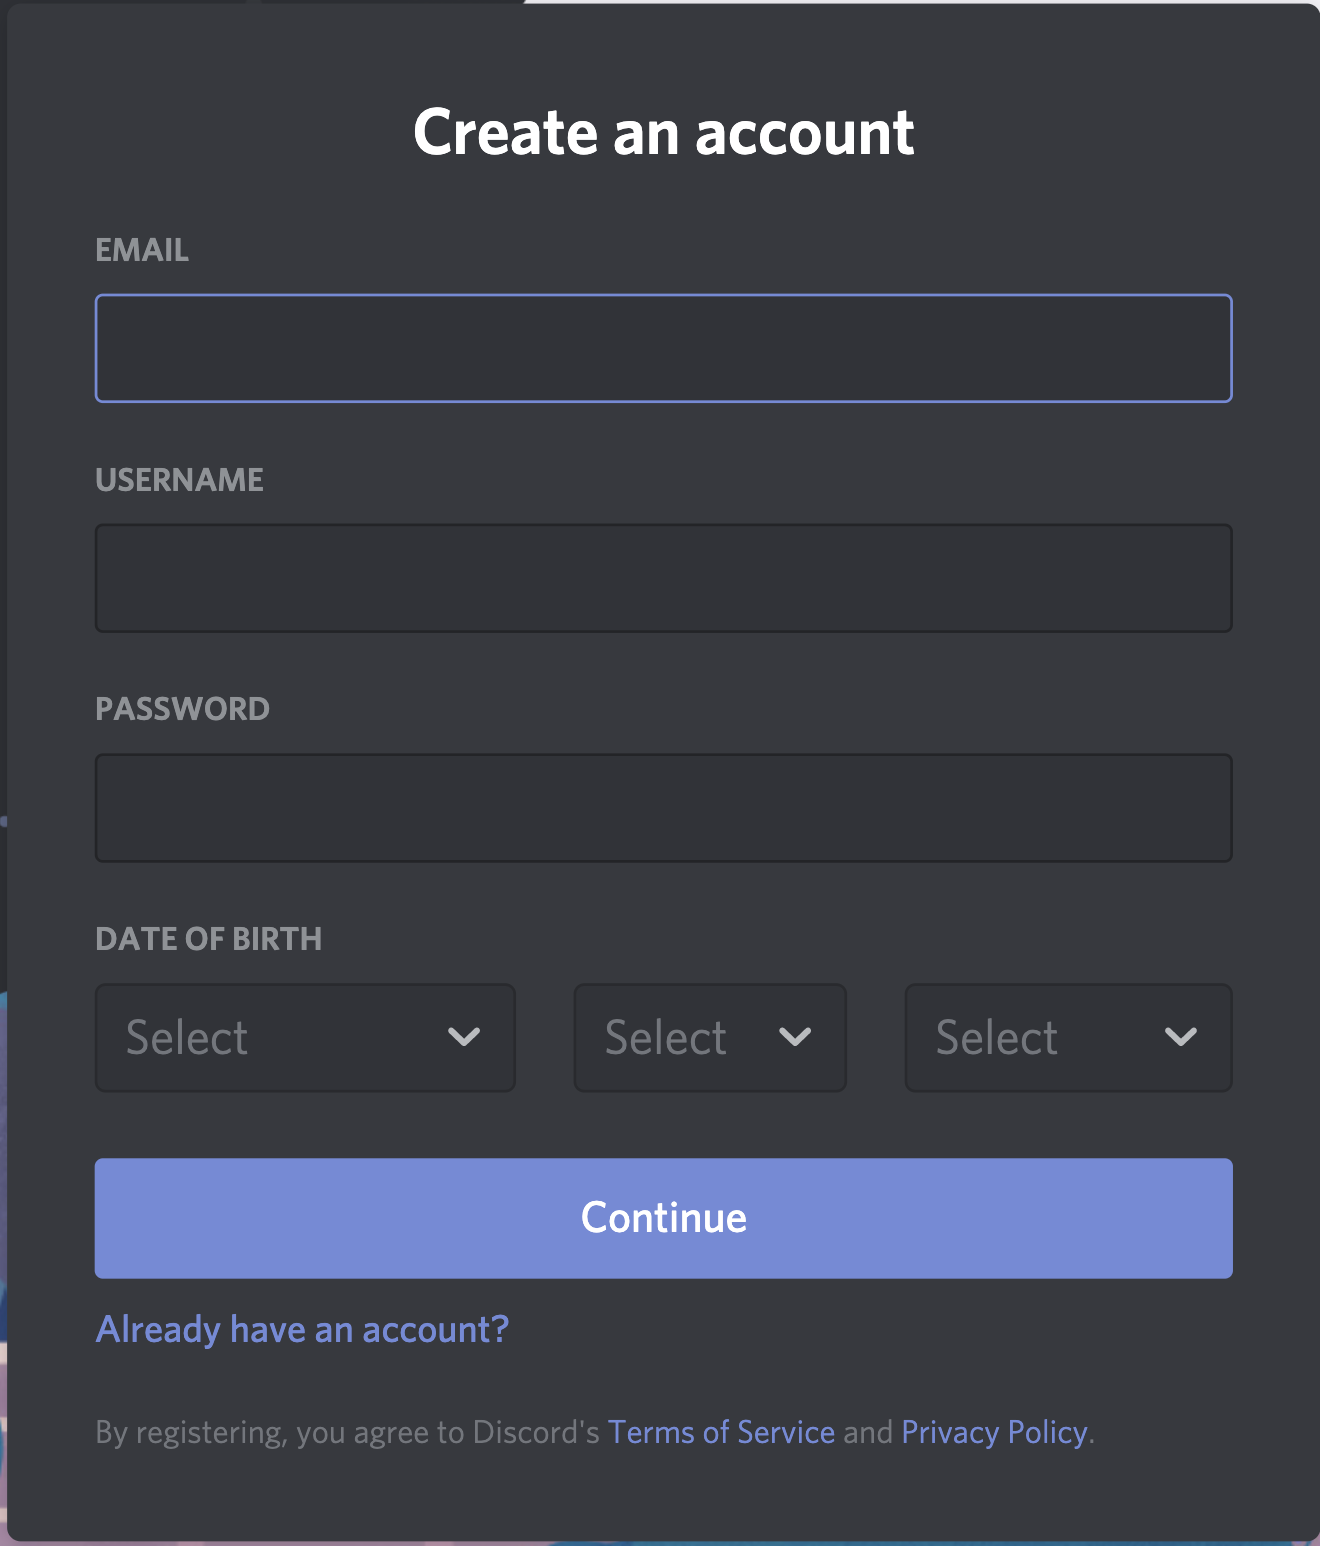 Create an account
EMAIL
USERNAME
PASSWORD
DATE OF BIRTH
Select Select Select
Continue
Already have an account?
By registering, you agree to Discord's Terms of Service and Privacy Policy.